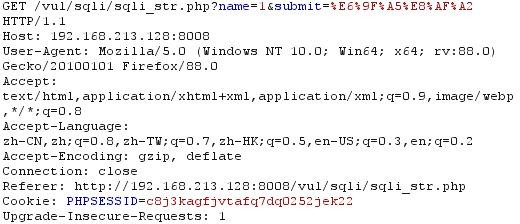 GET /vul/sqli/sqli_str.php?name=1&submit=%E6%9F%A5%E8%AF%A2
HTTP/1.1
Host: 192.168.213.128:8008
User-Agent: Mozilla/5.0 (Windows NT 10.0; Win64; x64; rv:88.0)
Gecko/20100101 Firefox/88.0
Accept:
text/html,application/xhtml+xml,application/xml;q=0.9,image/webp
,*/*;q=0.8
Accept-Language:
zh-CN,zh;q=0.8,zh-TW;q=0.7,zh-HK;q=0.5,en-US;q=0.3,en;q=0.2
Accept-Encoding: gzip, deflate
Connection: close
Referer: http://192.168.213.128:8008/vul/sqli/sqli_str.php
Cookie: PHPSESSID=c8j3kagfjvtafq7dq0252jek22
Upgrade-Insecure-Requests: 1